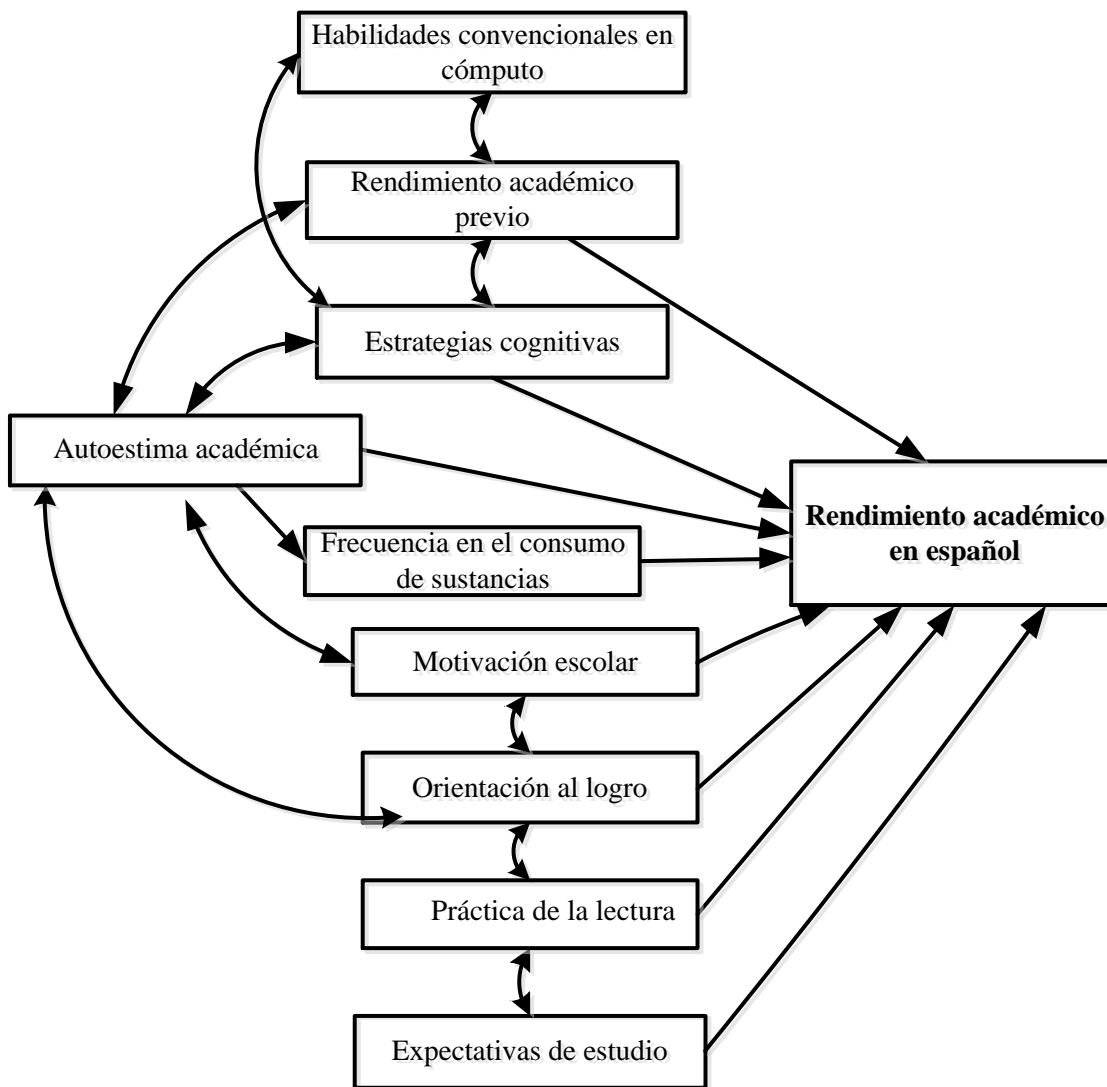 Habilidades convencionales en
cómputo
Rendimiento académico
previo
Estrategias cognitivas
Autoestima académica
Rendimiento académico
en español
Frecuencia en el consumo
de sustancias
Motivación escolar
Orientación al logro
Práctica de la lectura
Expectativas de estudio